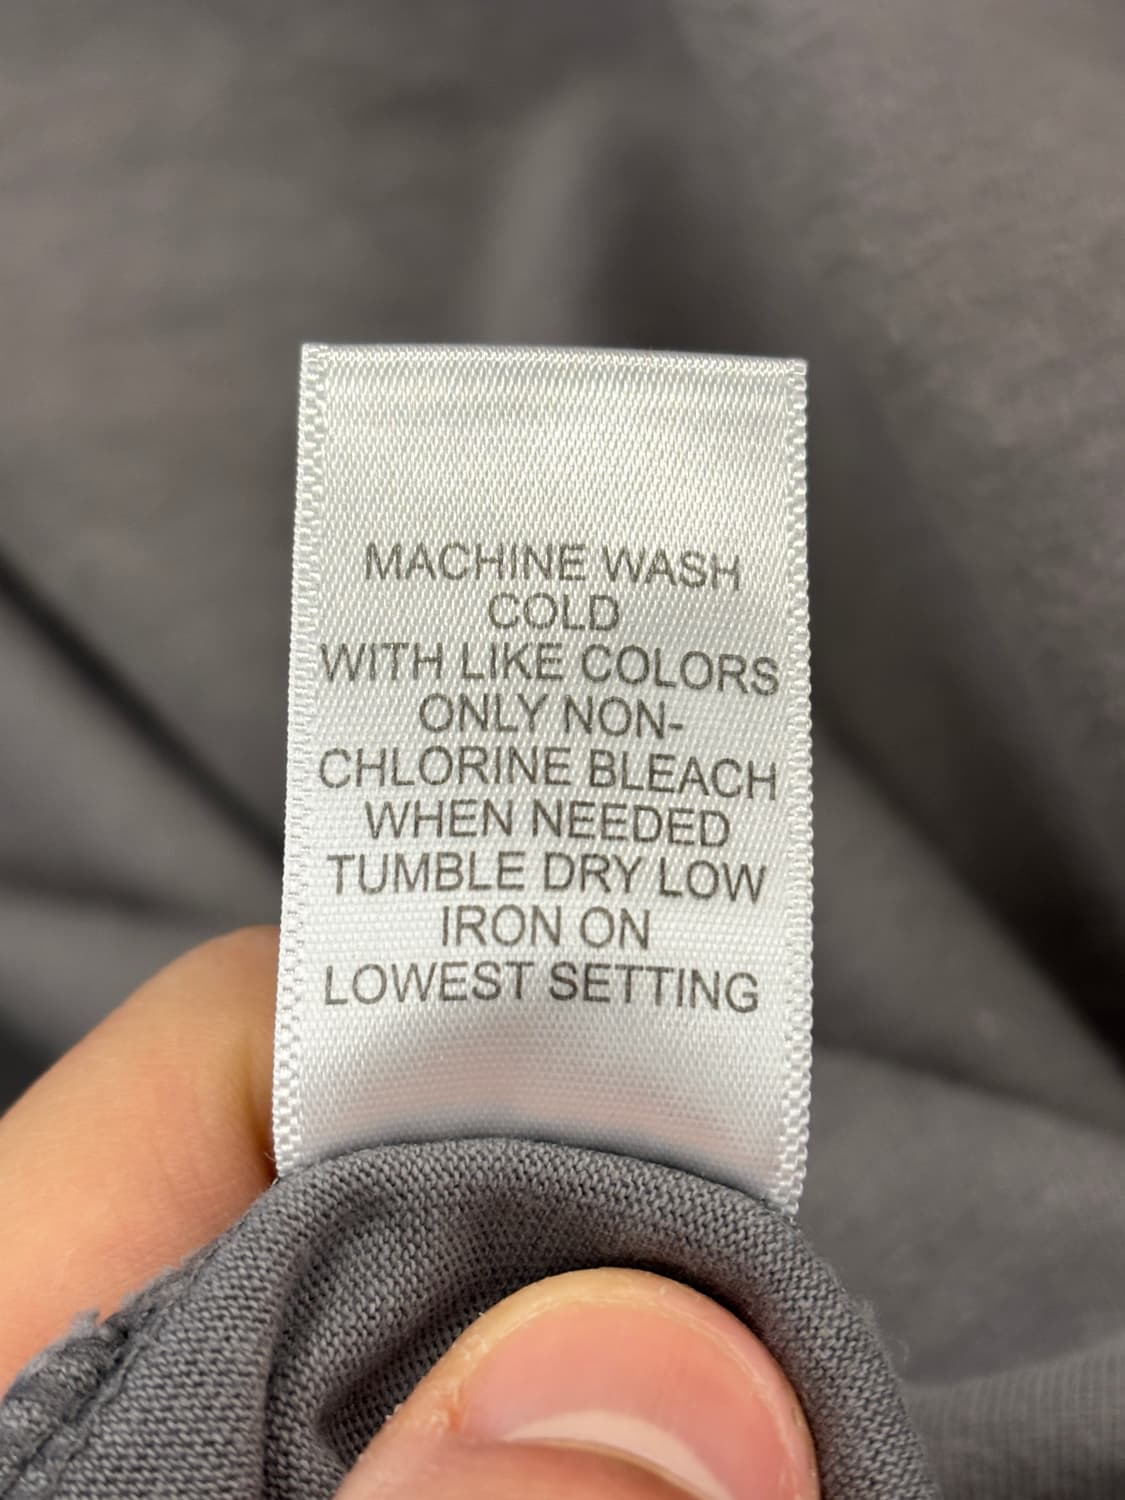 MACHINE WASH
COLD
WITH LIKE COLORS
ONLY NON-
CHLORINE BLEACH
WHEN NEEDED
TUMBLE DRY LOW
IRON ON
LOWEST SETTING